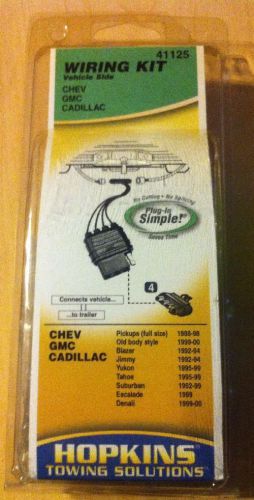 41125
WIRING KIT
Vehicle Side
CHEV
GMC
CADILLAC
No Cutting • No Splicing
Plug-In
Simple!®
Saves Time
4
Connects vehicle...
...to trailer
CHEV
GMC
CADILLAC
Pickups (full size) 1988-98
Old body style 1999-00
Blazer 1992-94
Jimmy 1992-94
Yukon 1995-99
Tahoe 1995-99
Suburban 1992-99
Escalade 1999
Denali 1999-00
HOPKINS
TOWING SOLUTIONS™